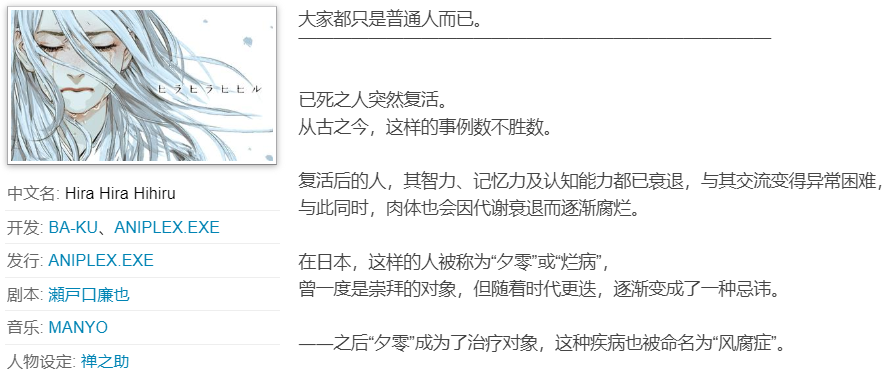 ヒラヒラヒヒル
中文名: Hira Hira Hihiru
开发: BA-KU、ANIPLEX.EXE
发行: ANIPLEX.EXE
剧本: 瀬戸口廉也
音乐: MANYO
人物设定: 禅之助
大家都只是普通人而已。
已死之人突然复活。
从古之今，这样的事例数不胜数。
复活后的人，其智力、记忆力及认知能力都已衰退，与其交流变得异常困难，
与此同时，肉体也会因代谢衰退而逐渐腐烂。
在日本，这样的人被称为“夕零”或“烂病”，
曾一度是崇拜的对象，但随着时代更迭，逐渐变成了一种忌讳。
——之后“夕零”成为了治疗对象，这种疾病也被命名为“风腐症”。